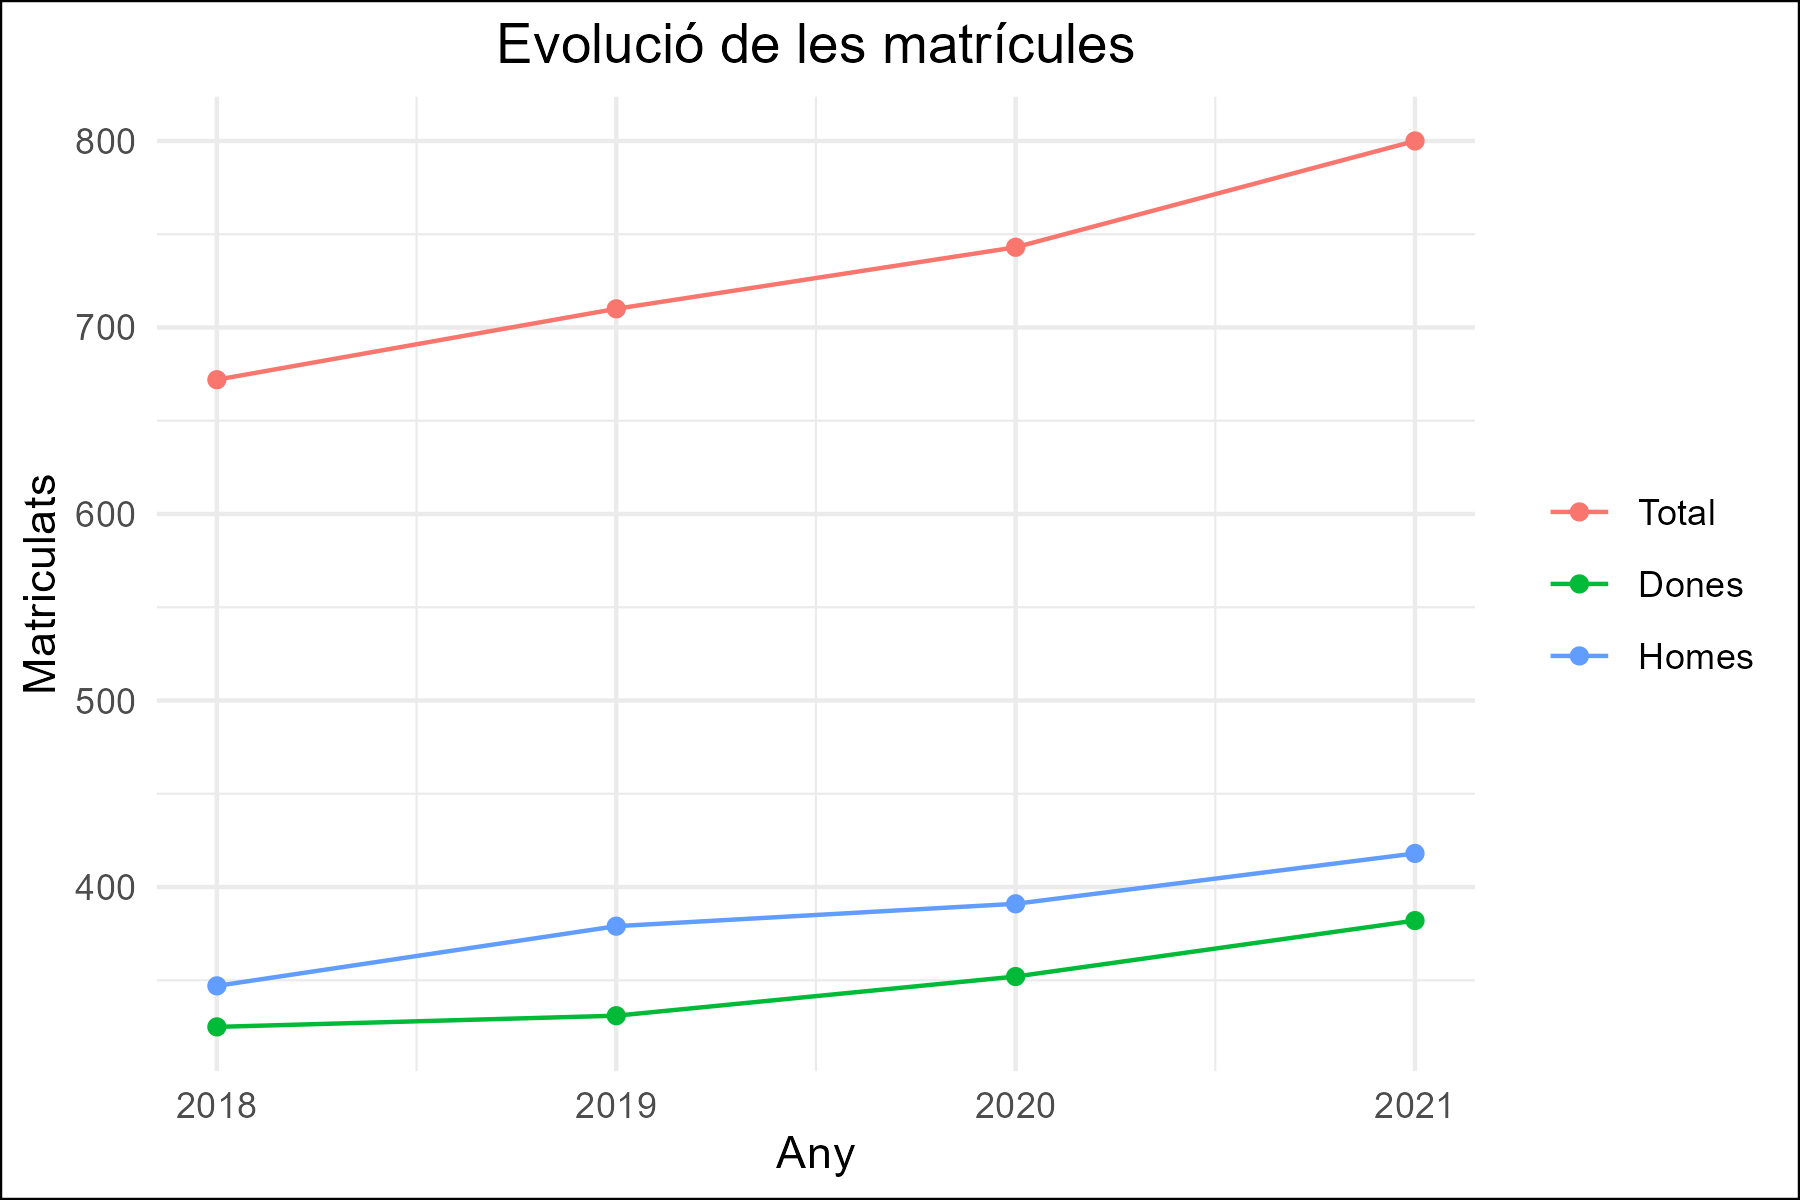 Evolució de les matrícules
Matriculats
800
700
600
500
400
2018 2019 2020 2021
Any
Total
Dones
Homes